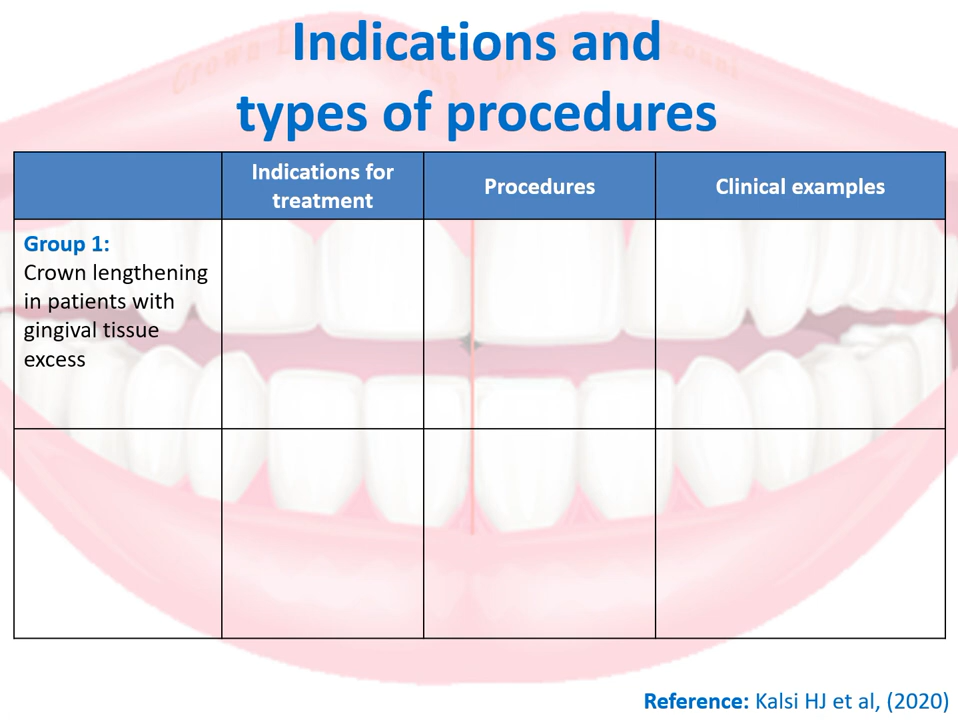 Indications and
types of procedures
Indications for
treatment
Procedures
Clinical examples
Group 1:
Crown lengthening
in patients with
gingival tissue
excess
Reference: Kalsi HJ et al, (2020)